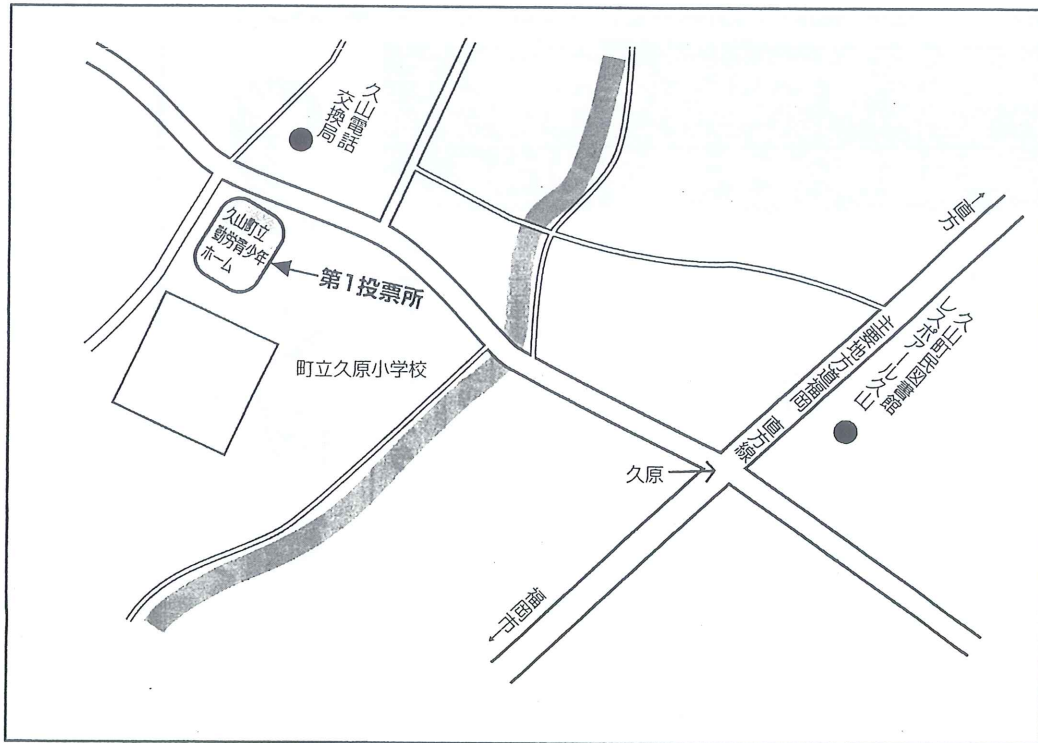 久山電話
交換局
久山町立
勤労青少年
ホーム
第1投票所
町立久原小学校
直方
久山町民図書館
レスポアール久山
主要地方道福岡 直方線
久原
福岡市